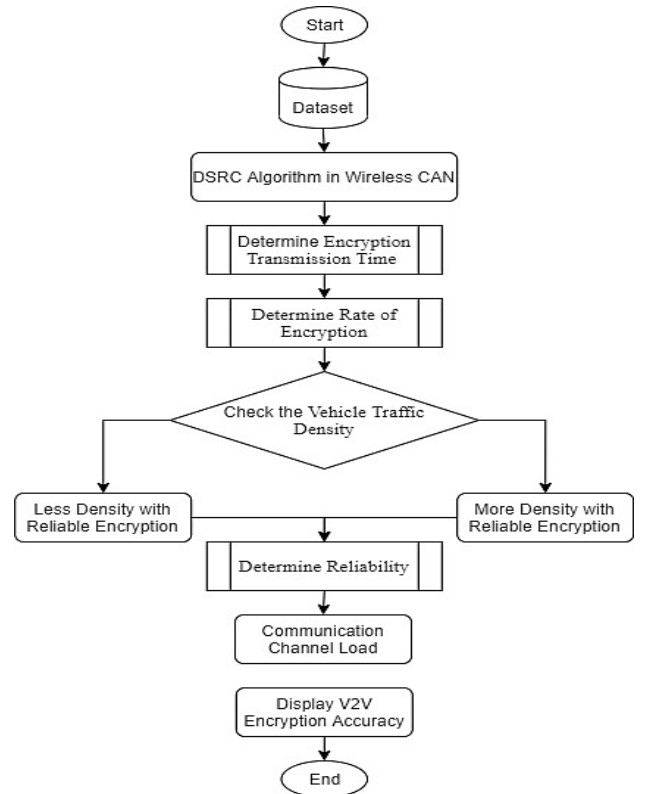 Start
Dataset
DSRC Algorithm in Wireless CAN
Determine Encryption
Transmission Time
Determine Rate of
Encryption
Check the Vehicle Traffic
Density
Less Density with
Reliable Encryption
More Density with
Reliable Encryption
Determine Reliability
Communication
Channel Load
Display V2V
Encryption Accuracy
End